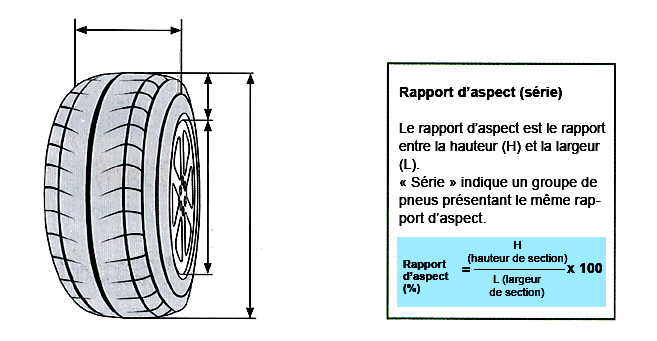 Rapport d'aspect (série)
Le rapport d'aspect est le rapport
entre la hauteur (H) et la largeur
(L).
« Série » indique un groupe de
pneus présentant le même rap-
port d'aspect.
Rapport
d'aspect
(%)
=
H
(hauteur de section)
L (largeur
de section)
x 100